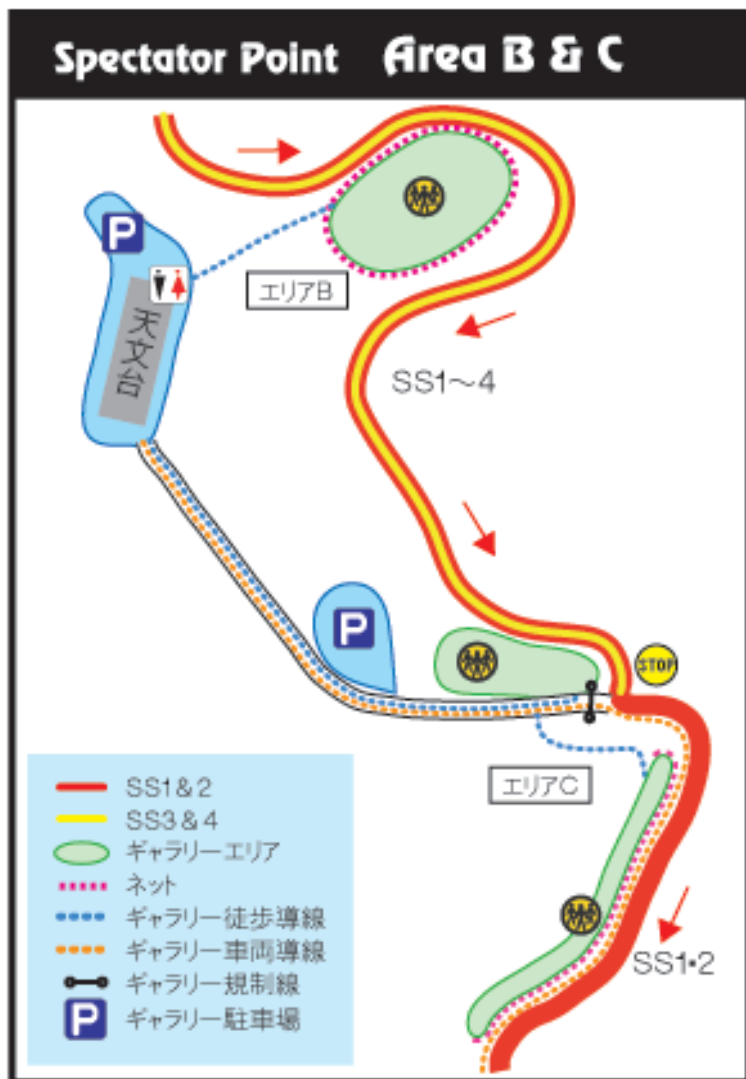 Spectator Point Area B & C
P
エリアB
天文台
SS1〜4
P
STOP
エリアC
SS1•2
SS1&2
SS3&4
ギャラリーエリア
ネット
ギャラリー徒歩導線
ギャラリー車両導線
ギャラリー規制線
P ギャラリー駐車場